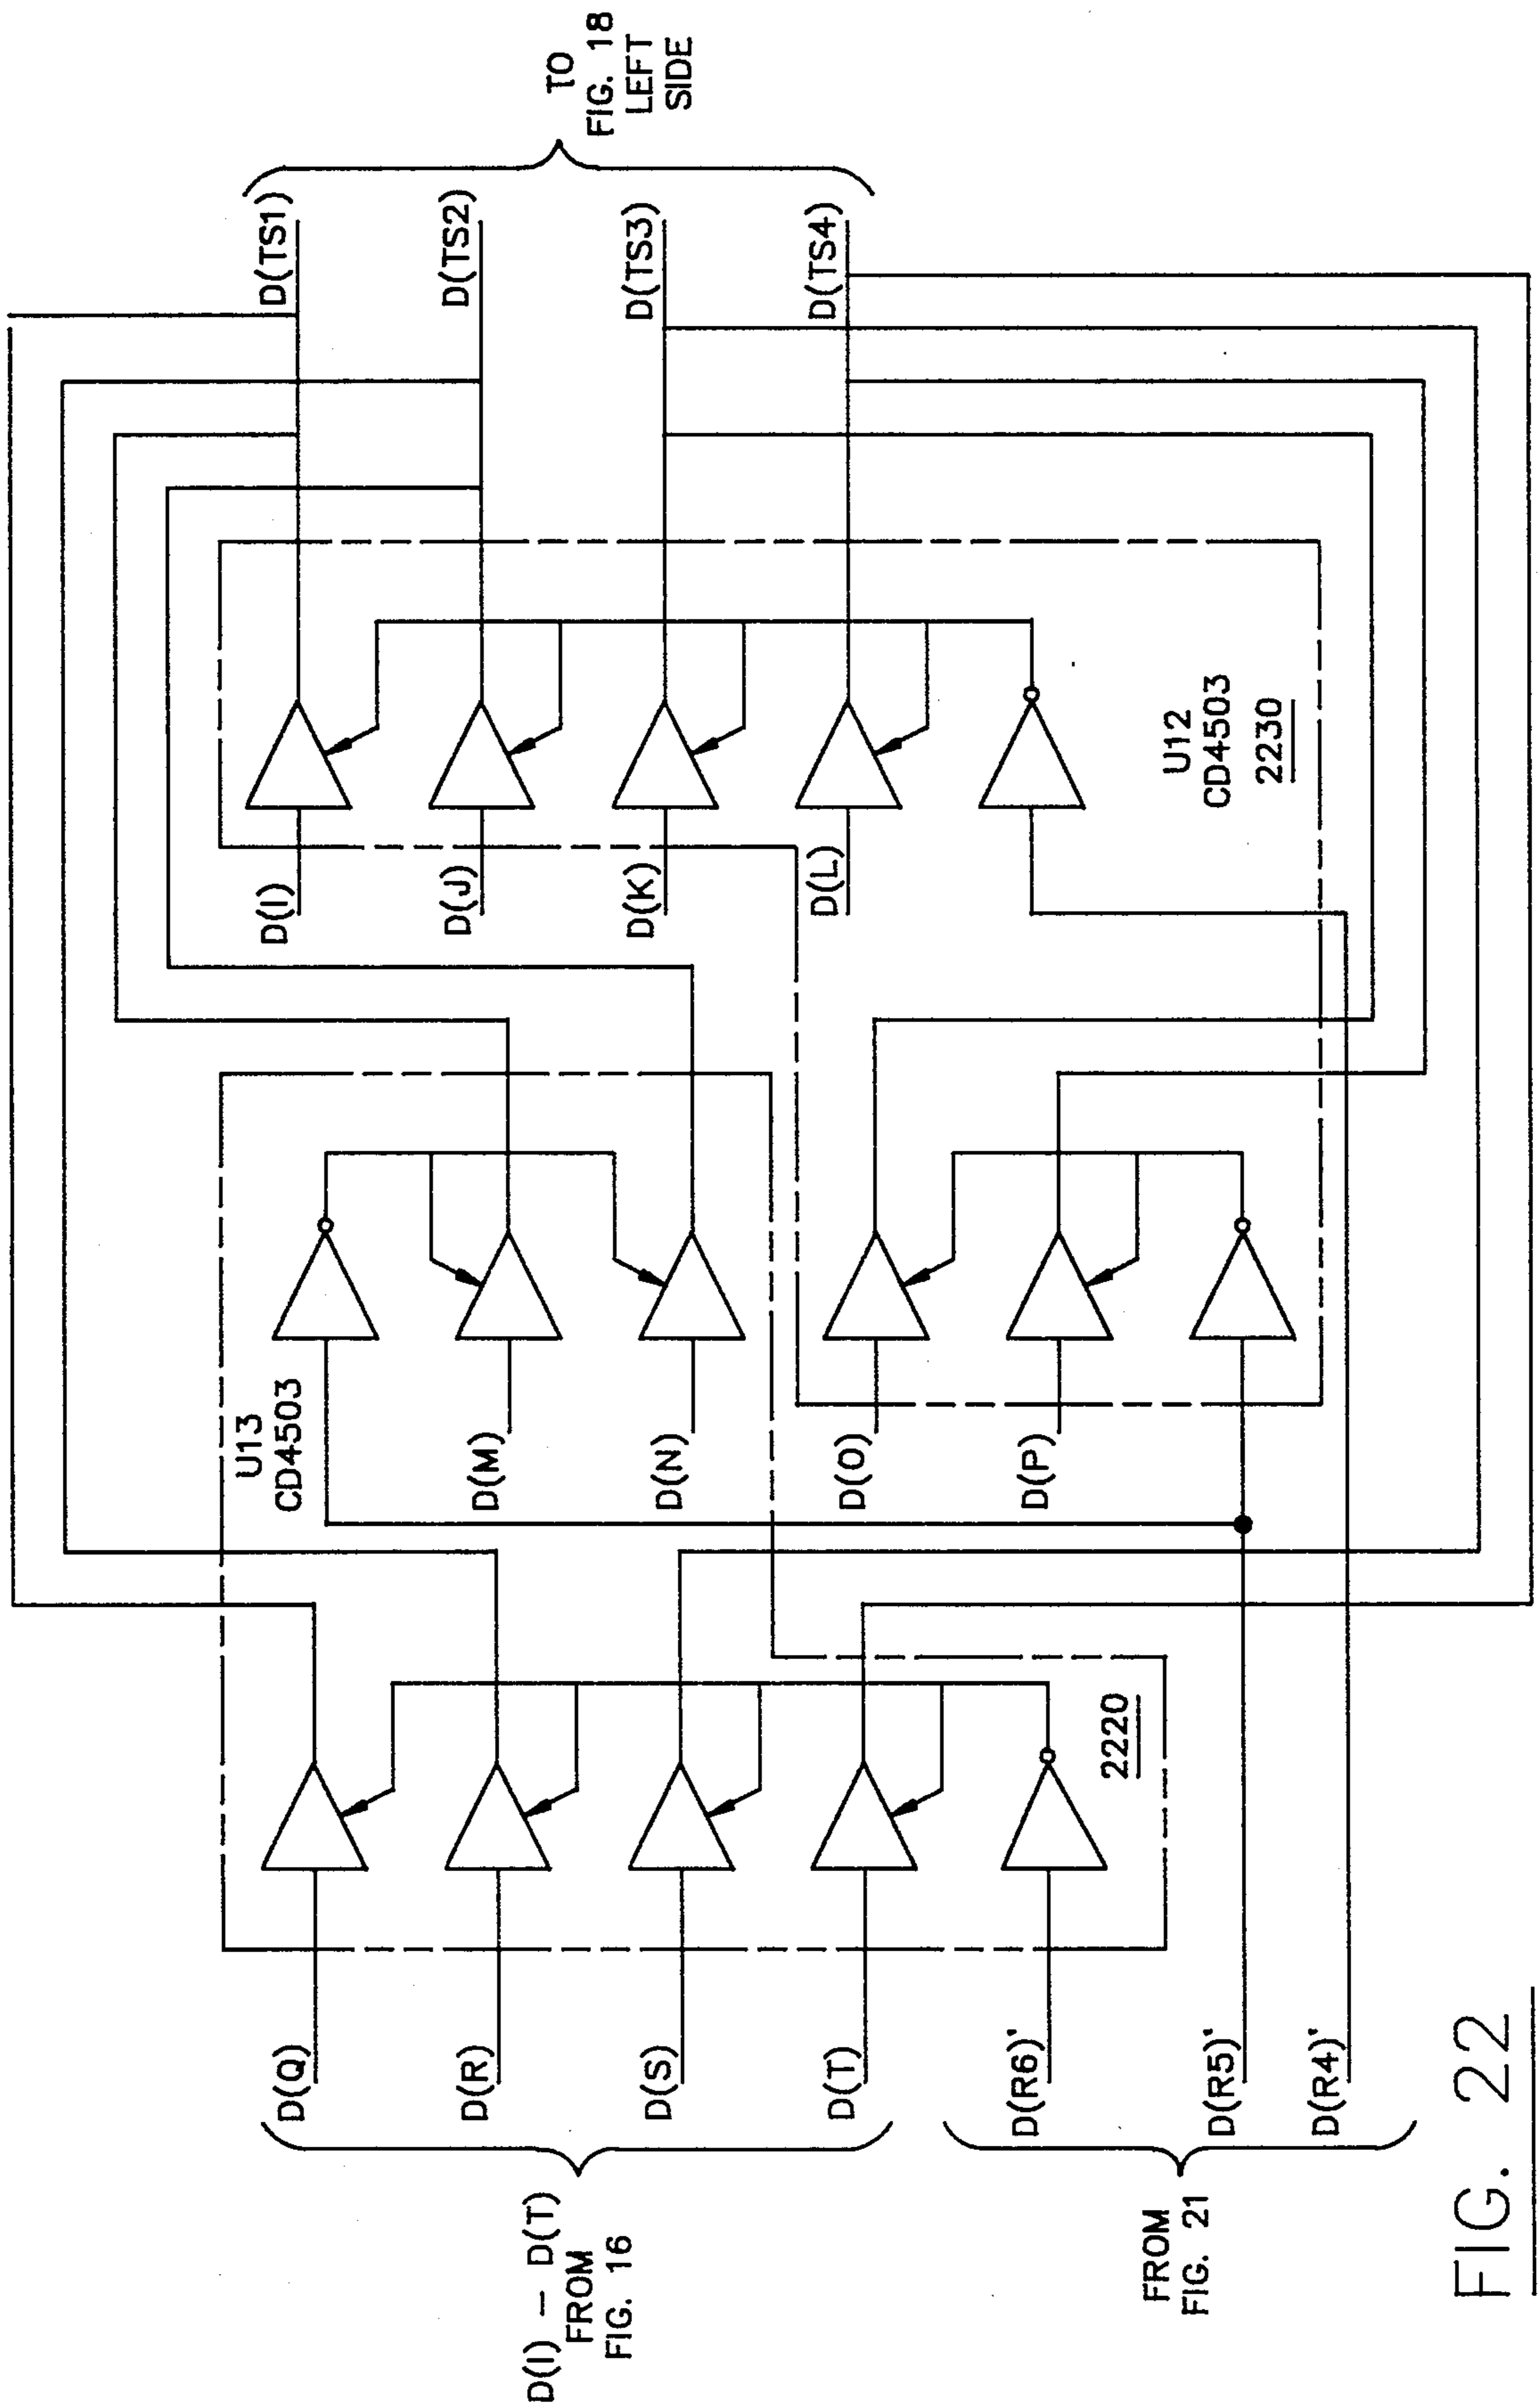 D(I) – D(T)
FROM
FIG. 16
D(Q)
D(R)
D(S)
D(T)
FROM
FIG. 21
D(R6)'
D(R5)'
D(R4)'
2220
U13
CD4503
D(M)
D(N)
D(O)
D(P)
D(I)
D(J)
D(K)
D(L)
U12
CD4503
2230
D(TS1)
D(TS2)
D(TS3)
D(TS4)
TO
FIG. 18
LEFT
SIDE
FIG. 22